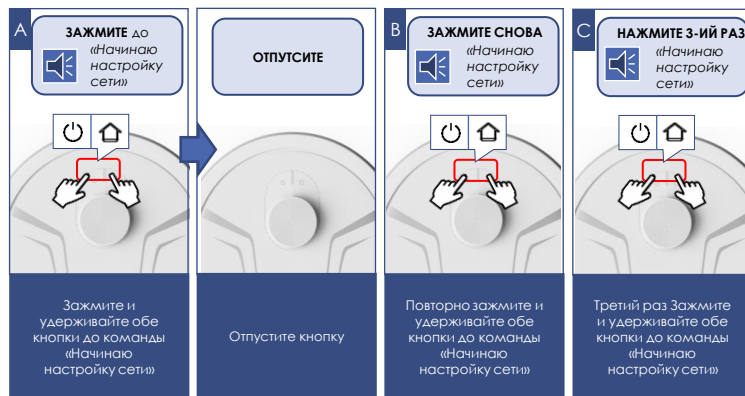 A
ЗАЖМИТЕ до
«Начинаю
настройку
сети»
Зажмите и
удерживайте обе
кнопки до команды
«Начинаю
настройку сети»
ОТПУТСИТЕ
Отпустите кнопку
B
ЗАЖМИТЕ СНОВА
«Начинаю
настройку
сети»
Повторно зажмите и
удерживайте обе
кнопки до команды
«Начинаю
настройку сети»
C
НАЖМИТЕ 3-ИЙ РАЗ
«Начинаю
настройку
сети»
Третий раз Зажмите
и удерживайте обе
кнопки до команды
«Начинаю
настройку сети»